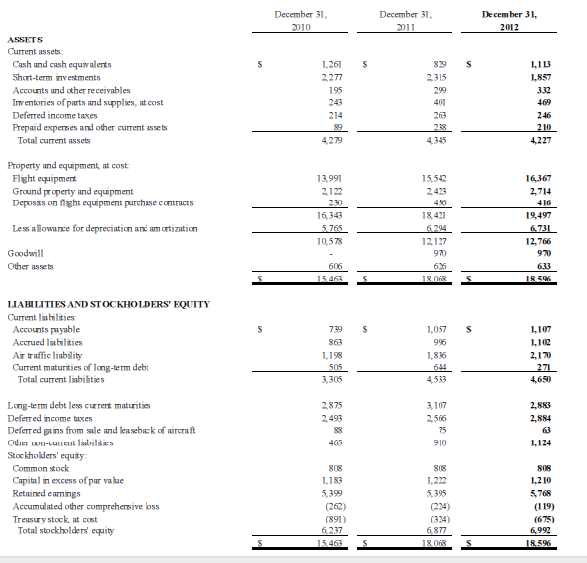 December 31, December 31, December 31,
2010 2011 2012
ASSETS
Current assets:
Cash and cash equivalents $ 1,261 $ 829 $ 1,113
Short-term investments 2,277 2,315 1,857
Accounts and other receivables 195 299 332
Inventories of parts and supplies, at cost 243 401 469
Deferred income taxes 214 263 246
Prepaid expenses and other current assets 89 238 210
Total current assets 4,279 4,345 4,227
Property and equipment, at cost:
Flight equipment 13,991 15,542 16,367
Ground property and equipment 2,122 2,423 2,714
Deposits on flight equipment purchase contracts 230 456 416
16,343 18,421 19,497
Less allowance for depreciation and amortization 5,765 6,294 6,731
10,578 12,127 12,766
Goodwill - 970 970
Other assets 606 626 633
$ 15,463 $ 18,068 $ 18,596
LIABILITIES AND STOCKHOLDERS' EQUITY
Current liabilities:
Accounts payable $ 739 $ 1,057 $ 1,107
Accrued liabilities 863 996 1,102
Air traffic liability 1,198 1,836 2,170
Current maturities of long-term debt 505 644 271
Total current liabilities 3,305 4,533 4,650
Long-term debt less current maturities 2,875 3,107 2,883
Deferred income taxes 2,493 2,566 2,884
Deferred gains from sale and leaseback of aircraft 88 75 63
Other non-current liabilities 465 910 1,124
Stockholders' equity:
Common stock 808 808 808
Capital in excess of par value 1,183 1,222 1,210
Retained earnings 5,399 5,395 5,768
Accumulated other comprehensive loss (262) (224) (119)
Treasury stock, at cost (891) (324) (675)
Total stockholders' equity 6,237 6,877 6,992
$ 15,463 $ 18,068 $ 18,596